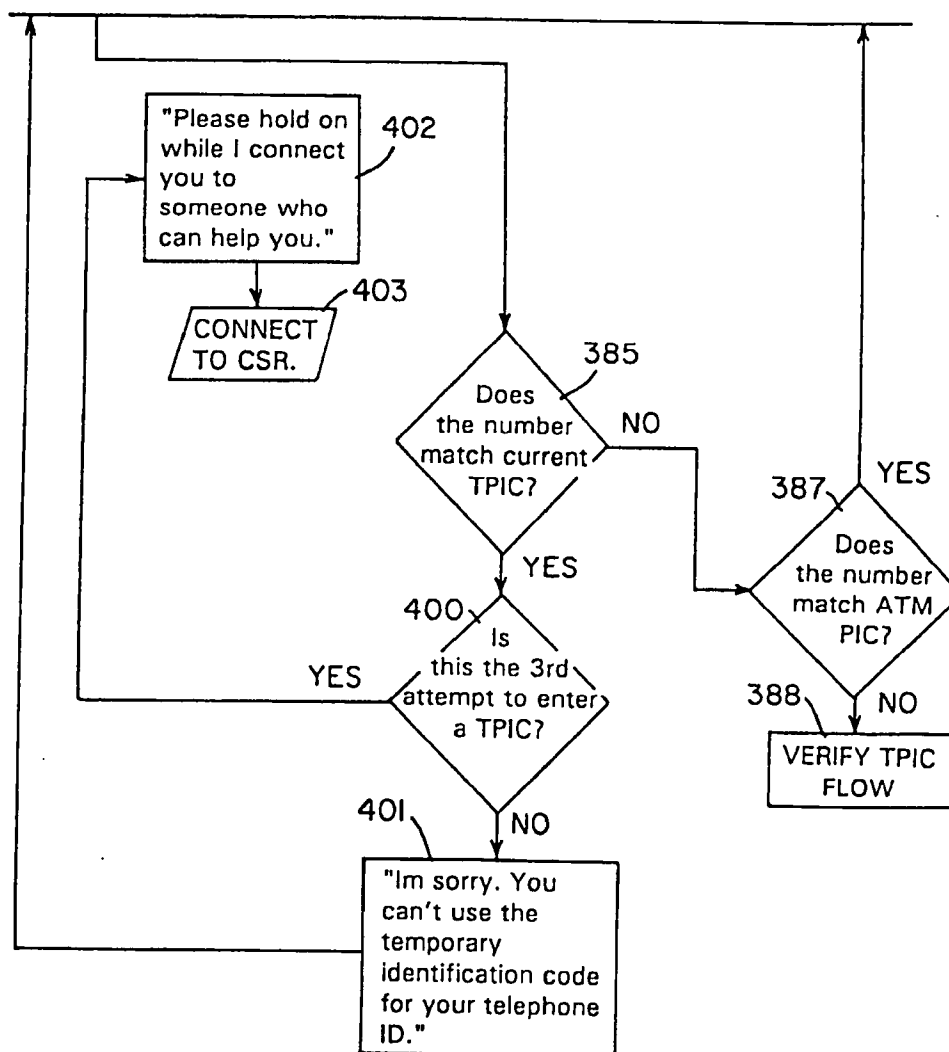 "Please hold on
while I connect
you to
someone who
can help you."
402
403
CONNECT
TO CSR.
385
Does
the number
match current
TPIC?
NO
YES
387
YES
Does
the number
match ATM
PIC?
NO
388
VERIFY TPIC
FLOW
400
Is
this the 3rd
attempt to enter
a TPIC?
YES
NO
401
"Im sorry. You
can't use the
temporary
identification code
for your telephone
ID."